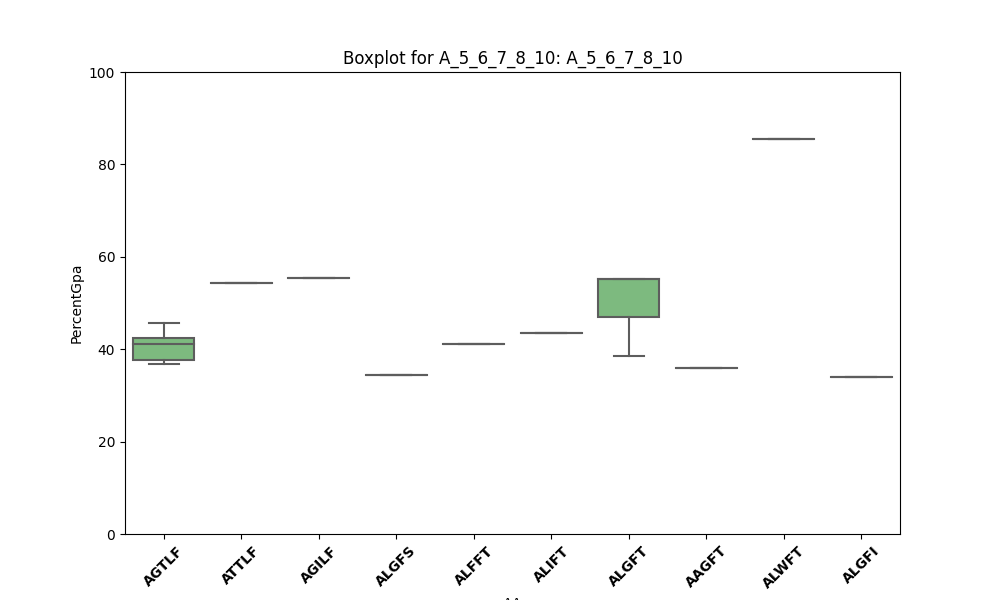 Boxplot for A_5_6_7_8_10: A_5_6_7_8_10
PercentGpa
100
80
60
40
20
0
AGTLF
ATTLF
AGILF
ALGFS
ALFFT
ALIFT
ALGFT
AAGFT
ALWFT
ALGFI